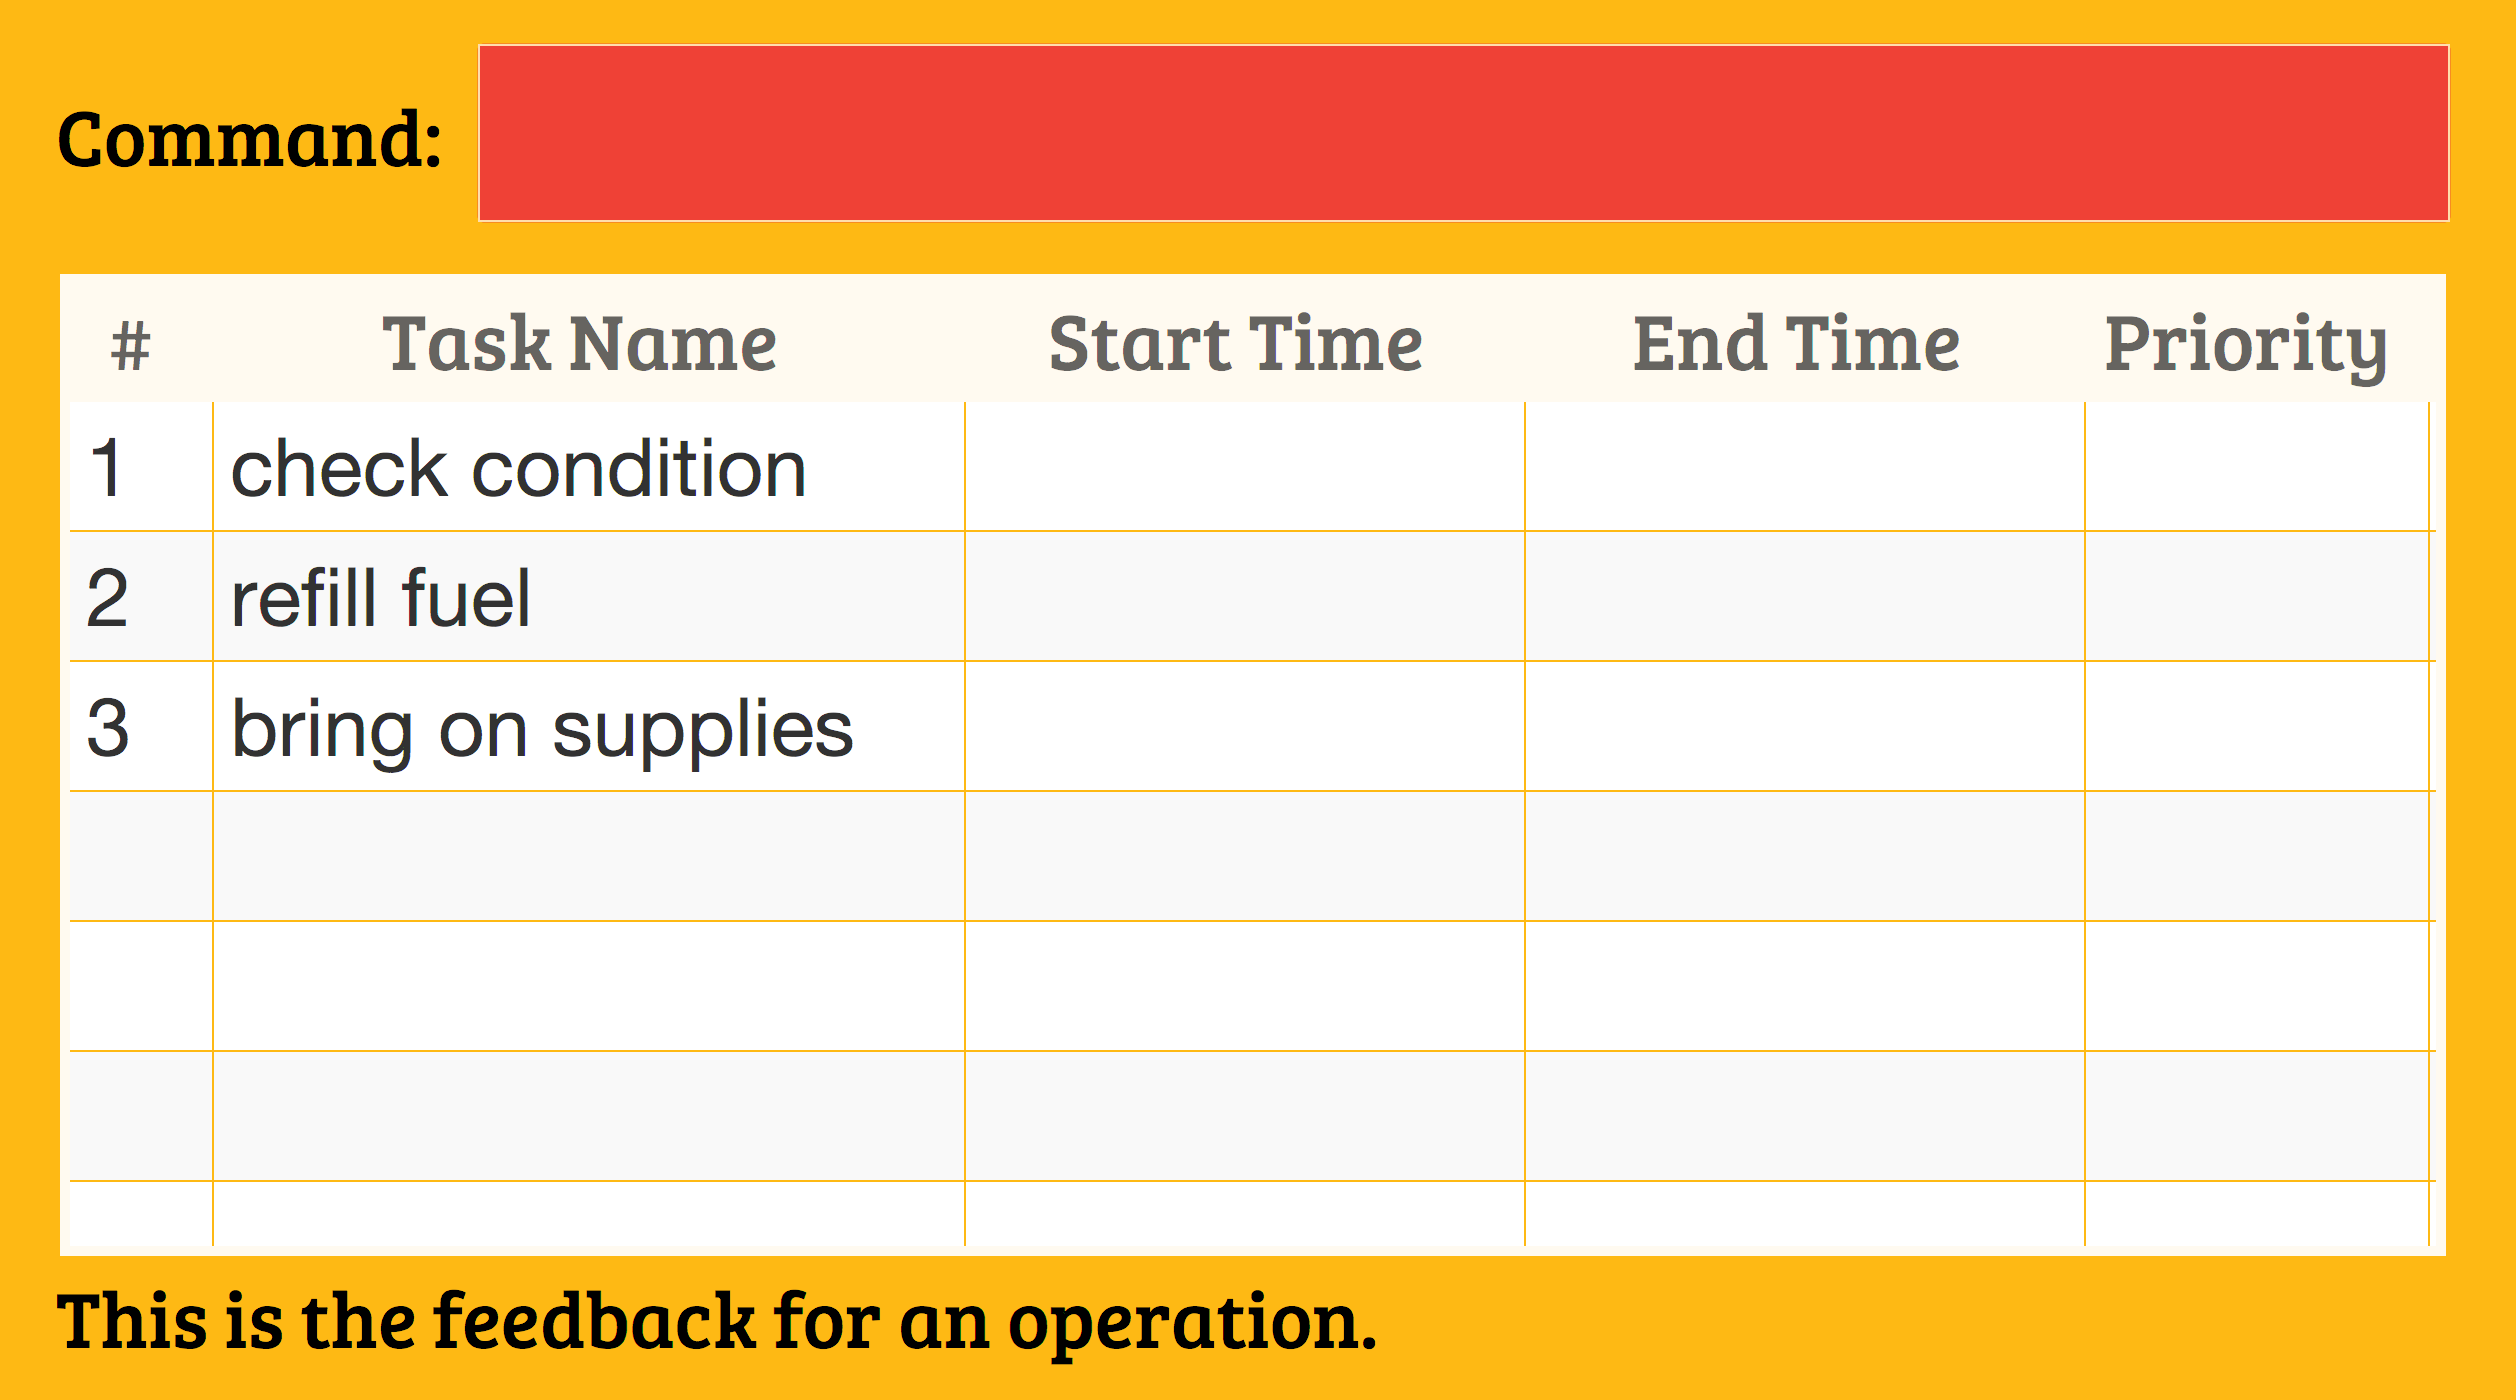 Command:
# Task Name Start Time End Time Priority
1 check condition
2 refill fuel
3 bring on supplies
This is the feedback for an operation.